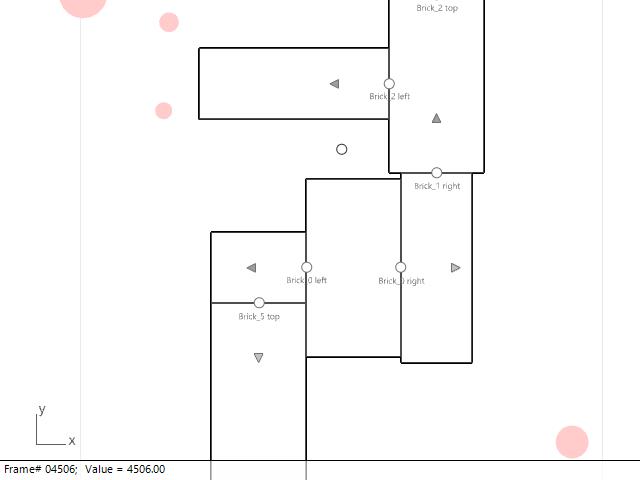 Brick_2 top
Brick_2 left
Brick_1 right
Brick_0 left
Brick_0 right
Brick_5 top
y
x
Frame# 04506; Value = 4506.00